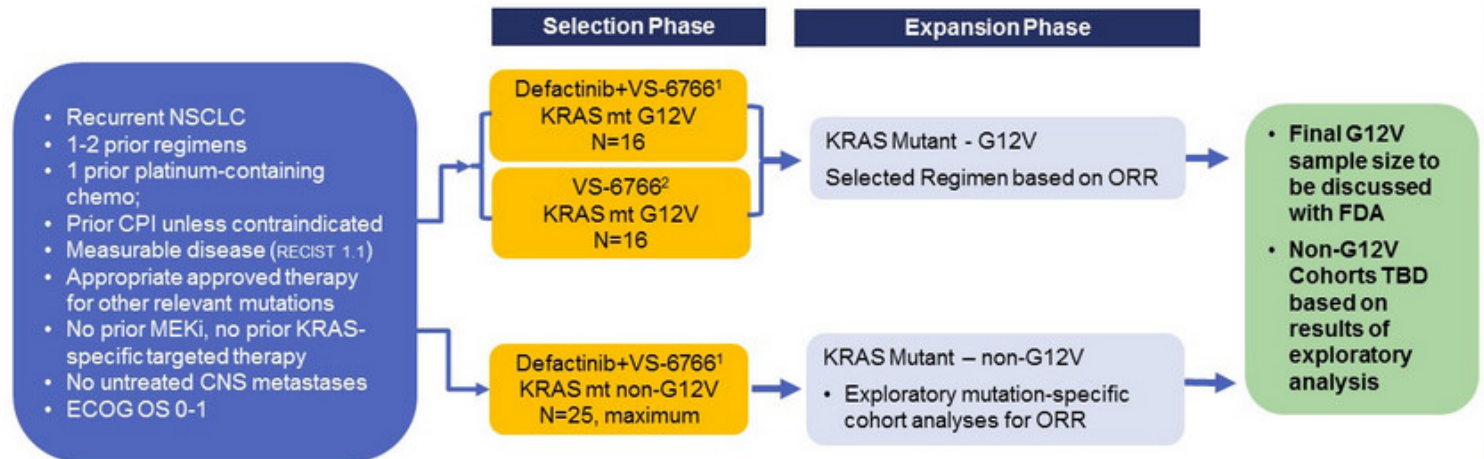 Selection Phase
Expansion Phase
• Recurrent NSCLC
• 1-2 prior regimens
• 1 prior platinum-containing
chemo;
• Prior CPI unless contraindicated
• Measurable disease (RECIST 1.1)
• Appropriate approved therapy
for other relevant mutations
• No prior MEKi, no prior KRAS-
specific targeted therapy
• No untreated CNS metastases
• ECOG OS 0-1
Defactinib+VS-6766¹
KRAS mt G12V
N=16
VS-6766²
KRAS mt G12V
N=16
Defactinib+VS-6766¹
KRAS mt non-G12V
N=25, maximum
KRAS Mutant - G12V
Selected Regimen based on ORR
KRAS Mutant – non-G12V
• Exploratory mutation-specific
cohort analyses for ORR
• Final G12V
sample size to
be discussed
with FDA
• Non-G12V
Cohorts TBD
based on
results of
exploratory
analysis